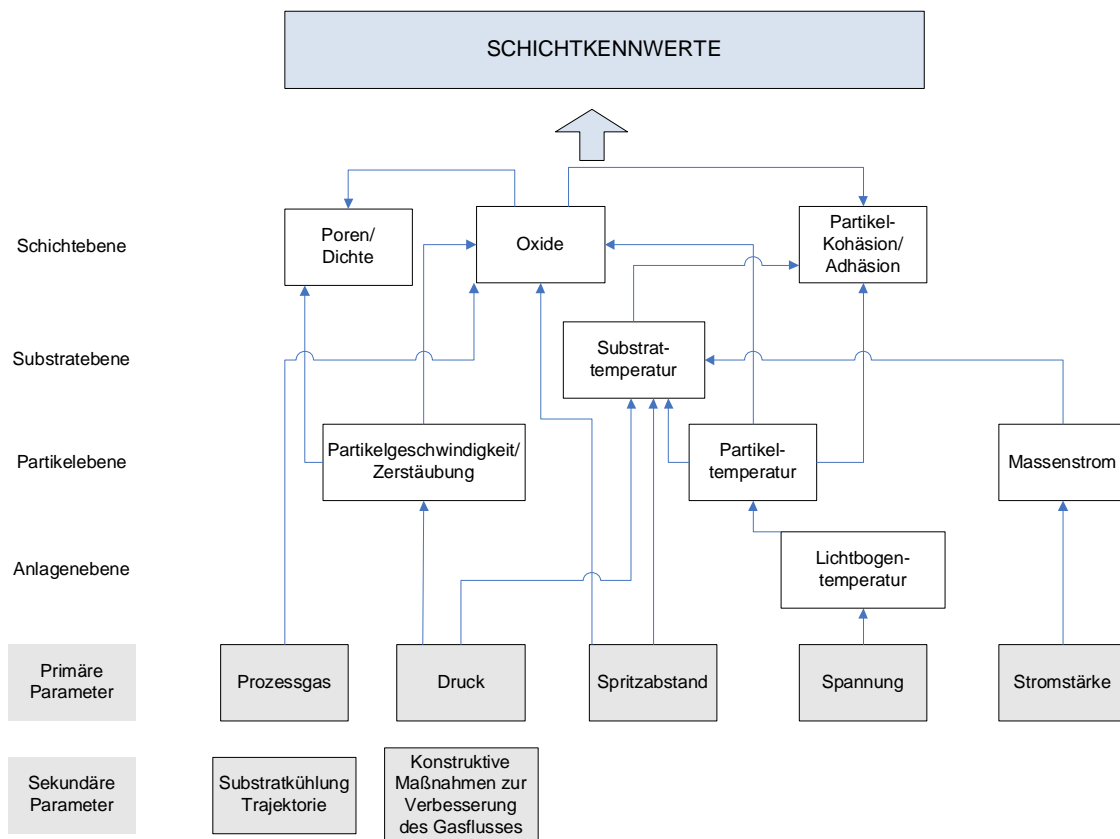 SCHICHTKENNWERTE
Schichtebene
Poren/
Dichte
Oxide
Partikel-
Kohäsion/
Adhäsion
Substratebene
Substrat-
temperatur
Partikelebene
Partikelgeschwindigkeit/
Zerstäubung
Partikel-
temperatur
Massenstrom
Anlagenebene
Lichtbogen-
temperatur
Primäre
Parameter
Prozessgas
Druck
Spritzabstand
Spannung
Stromstärke
Sekundäre
Parameter
Substratkühlung
Trajektorie
Konstruktive
Maßnahmen zur
Verbesserung
des Gasflusses